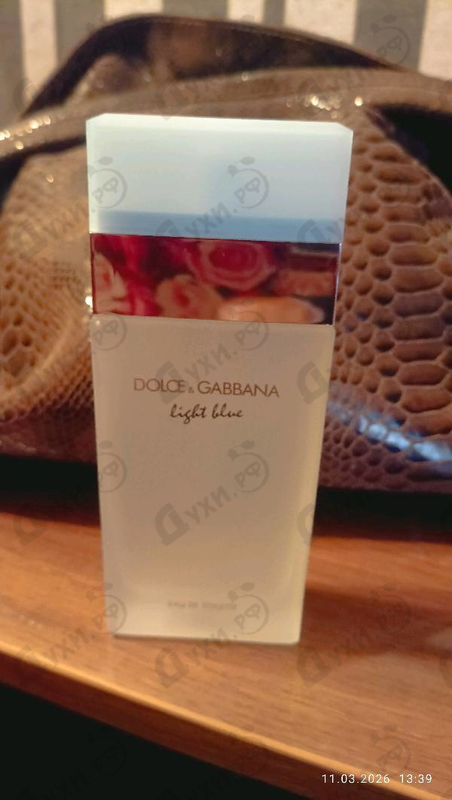 DOLCE & GABBANA
light blue
eau de toilette
Духи.рф
11.03.2026 13:39